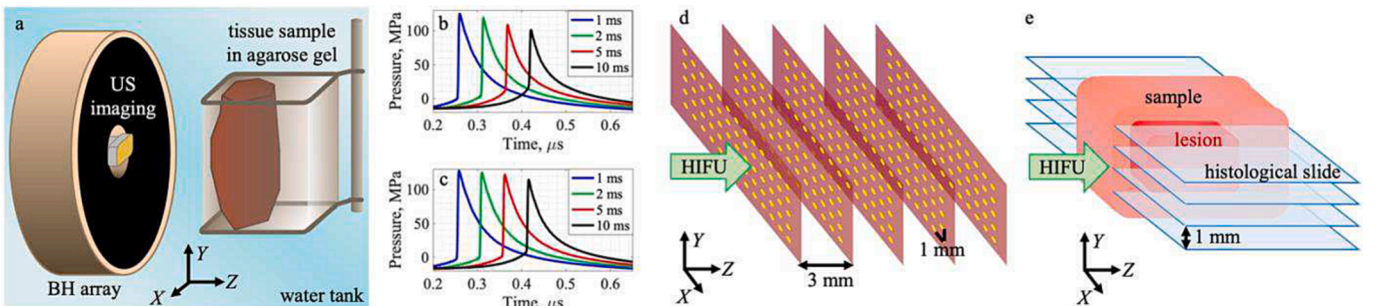 a
tissue sample
in agarose gel
US
imaging
Y
Z
X
BH array
water tank
b
Pressure, MPa
100
50
0
1 ms
2 ms
5 ms
10 ms
0.2 0.3 0.4 0.5 0.6
Time, μs
c
Pressure, MPa
100
50
0
1 ms
2 ms
5 ms
10 ms
0.2 0.3 0.4 0.5 0.6
Time, μs
d
HIFU
1 mm
3 mm
Y
Z
X
e
sample
lesion
HIFU
histological slide
1 mm
Y
Z
X